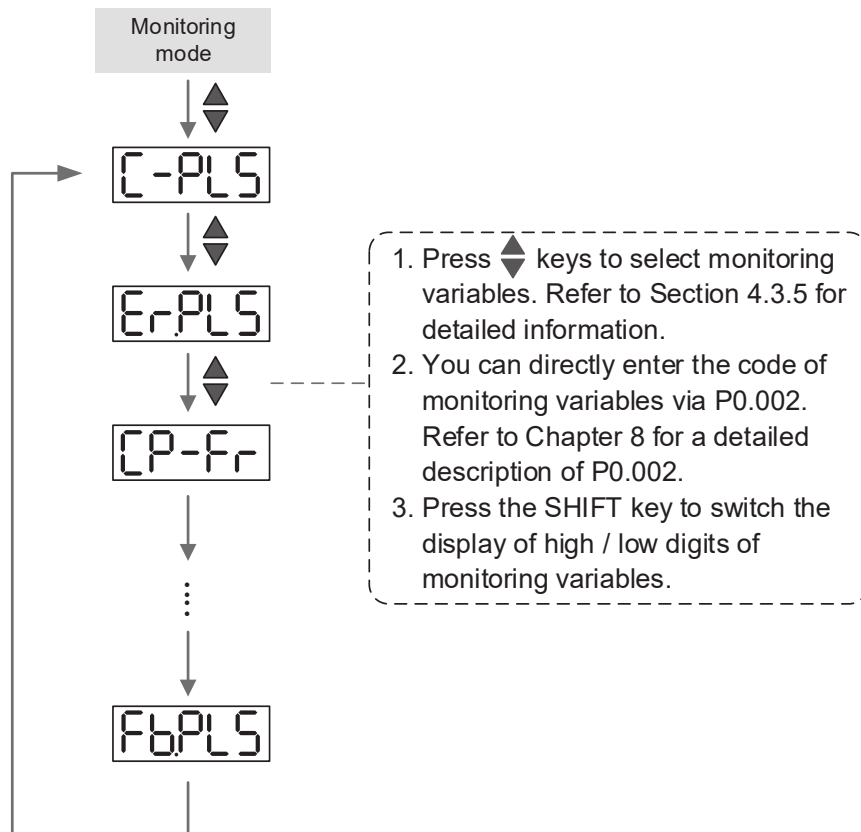 Monitoring
mode
C-PLS
Er.PLS
1. Press keys to select monitoring
variables. Refer to Section 4.3.5 for
detailed information.
2. You can directly enter the code of
monitoring variables via P0.002.
Refer to Chapter 8 for a detailed
description of P0.002.
3. Press the SHIFT key to switch the
display of high / low digits of
monitoring variables.
CP-Fr
Fb.PLS